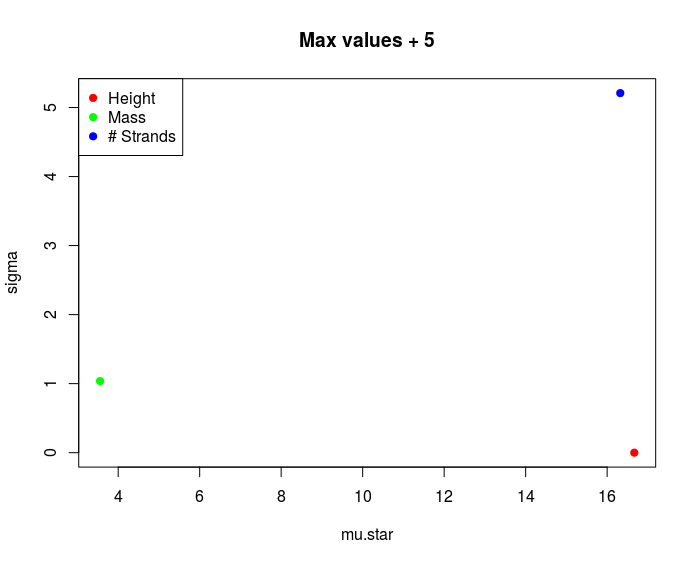 Max values + 5
Height
Mass
# Strands
sigma
5
4
3
2
1
0
4 6 8 10 12 14 16
mu.star